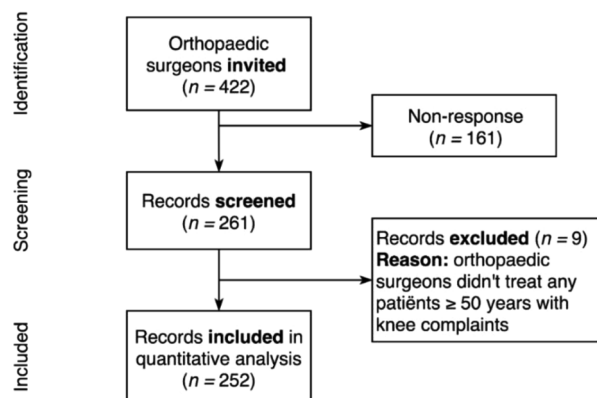 Identification
Orthopaedic
surgeons invited
(n = 422)
Non-response
(n = 161)
Screening
Records screened
(n = 261)
Records excluded (n = 9)
Reason: orthopaedic
surgeons didn't treat any
patiënts ≥ 50 years with
knee complaints
Included
Records included in
quantitative analysis
(n = 252)